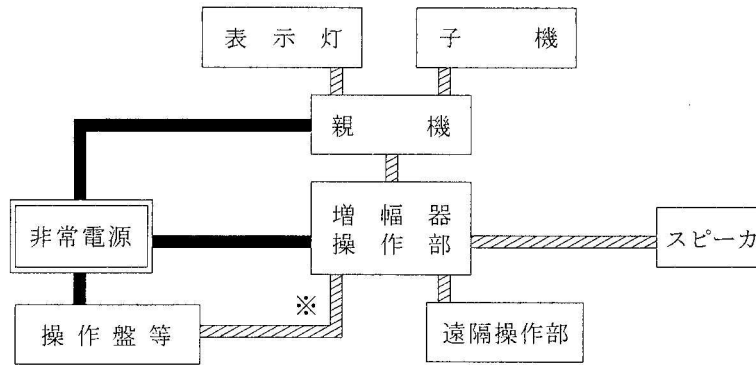 表示灯
子機
親機
増幅器
操作部
非常電源
スピーカ
※
操作盤等
遠隔操作部